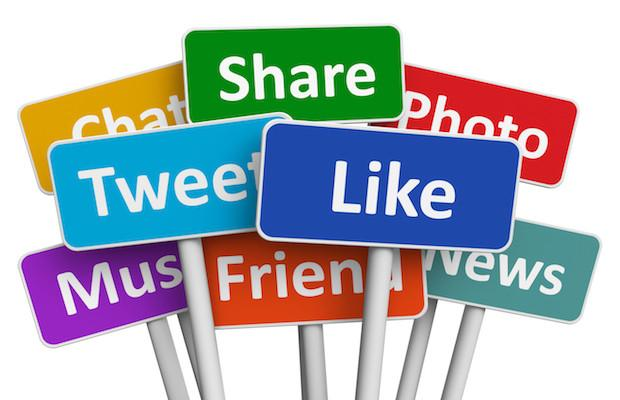 Share
Chat
Photo
Tweet
Like
Mus
Friend
News